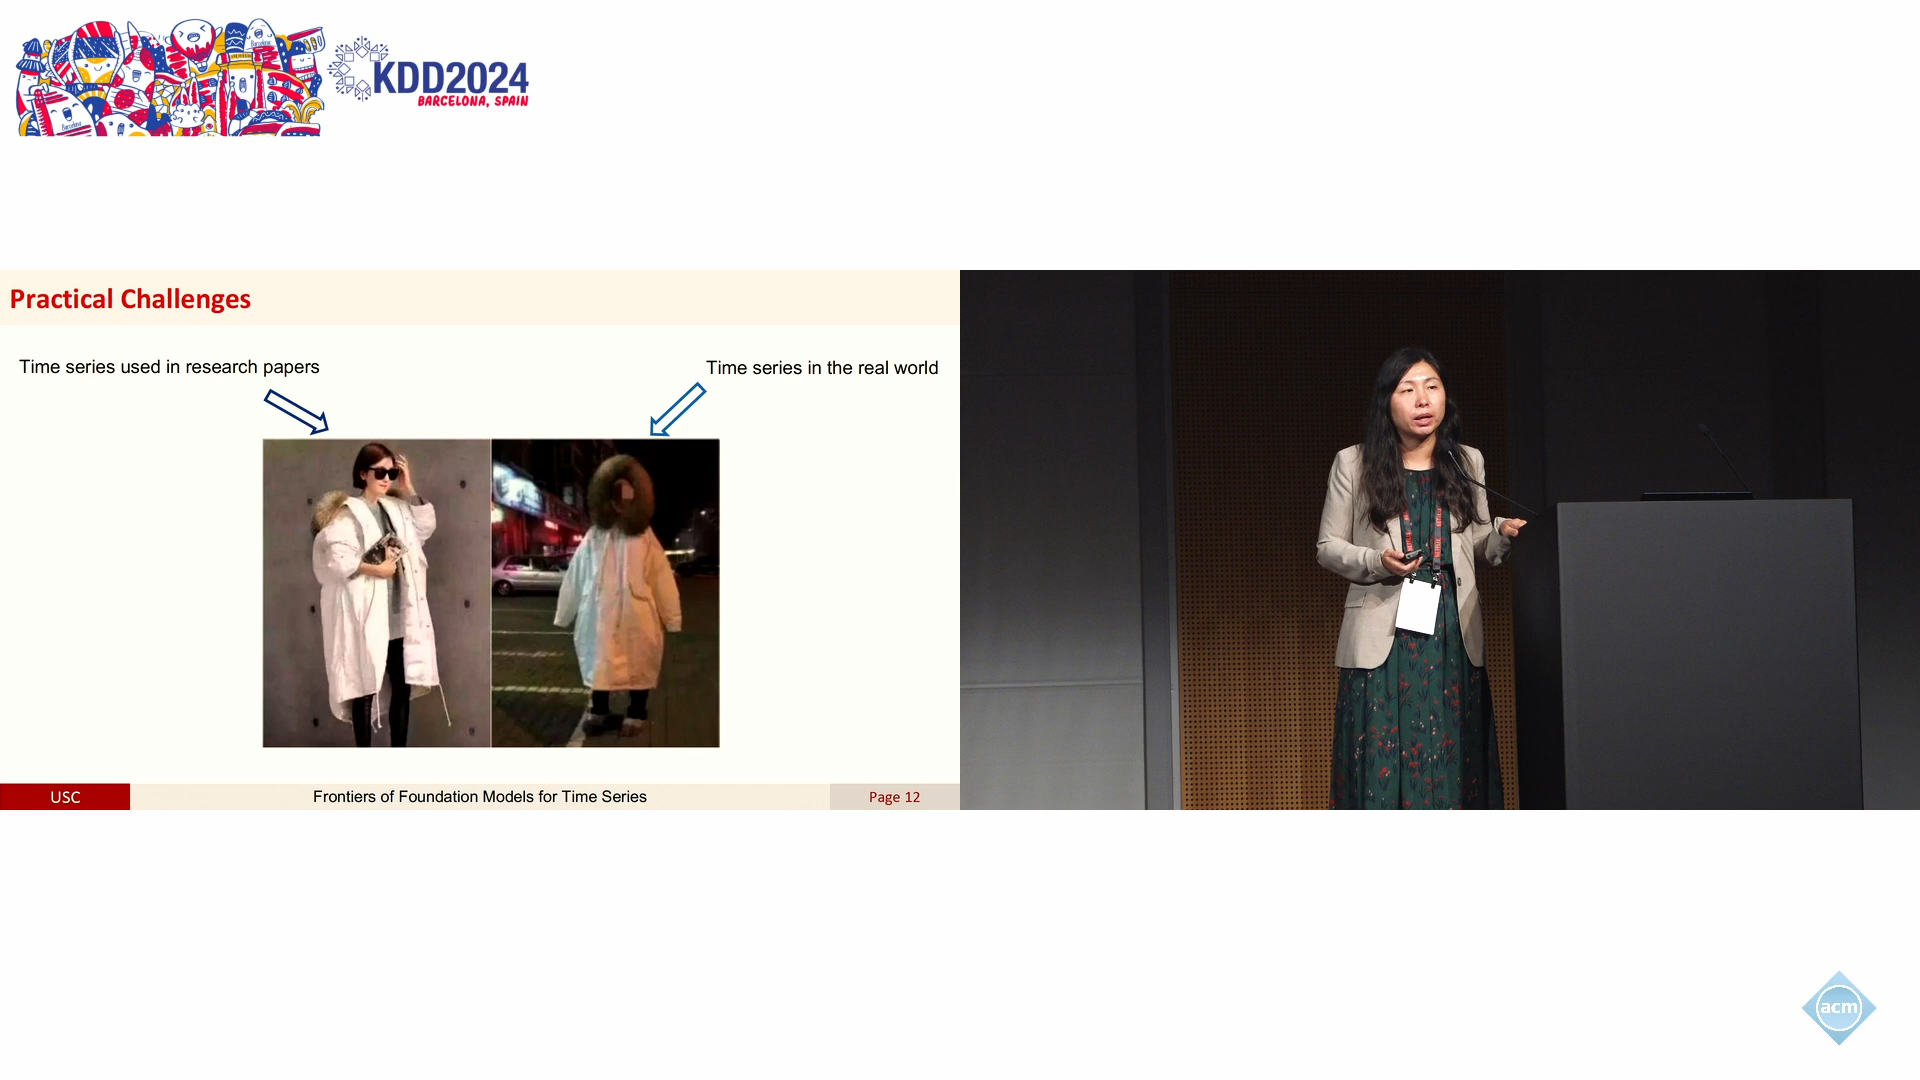 KDD2024
BARCELONA, SPAIN
Practical Challenges
Time series used in research papers
Time series in the real world
USC
Frontiers of Foundation Models for Time Series
Page 12
acm